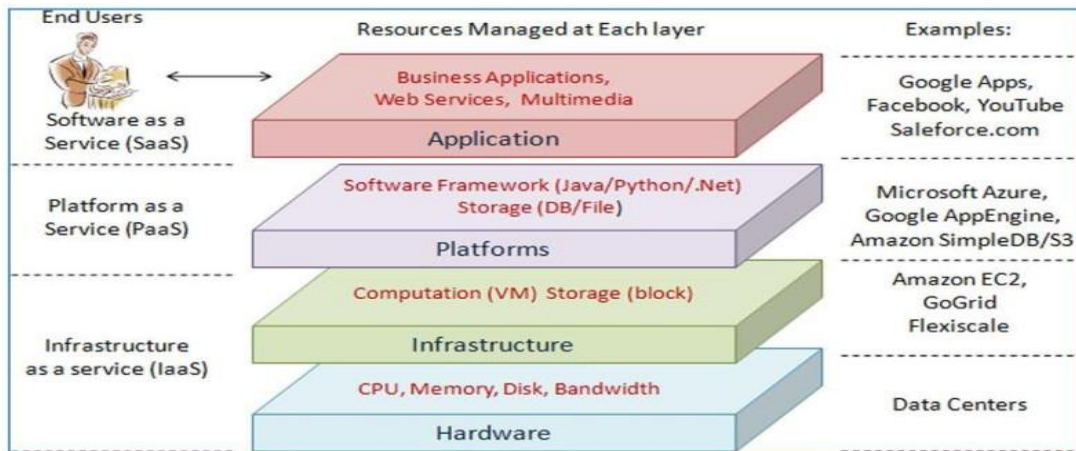 End Users
Resources Managed at Each layer
Examples:
Business Applications,
Web Services, Multimedia
Application
Software as a
Service (SaaS)
Google Apps,
Facebook, YouTube
Saleforce.com
Software Framework (Java/Python/.Net)
Storage (DB/File)
Platforms
Platform as a
Service (PaaS)
Microsoft Azure,
Google AppEngine,
Amazon SimpleDB/S3
Computation (VM) Storage (block)
Infrastructure
Amazon EC2,
GoGrid
Flexiscale
Infrastructure
as a service (IaaS)
CPU, Memory, Disk, Bandwidth
Hardware
Data Centers